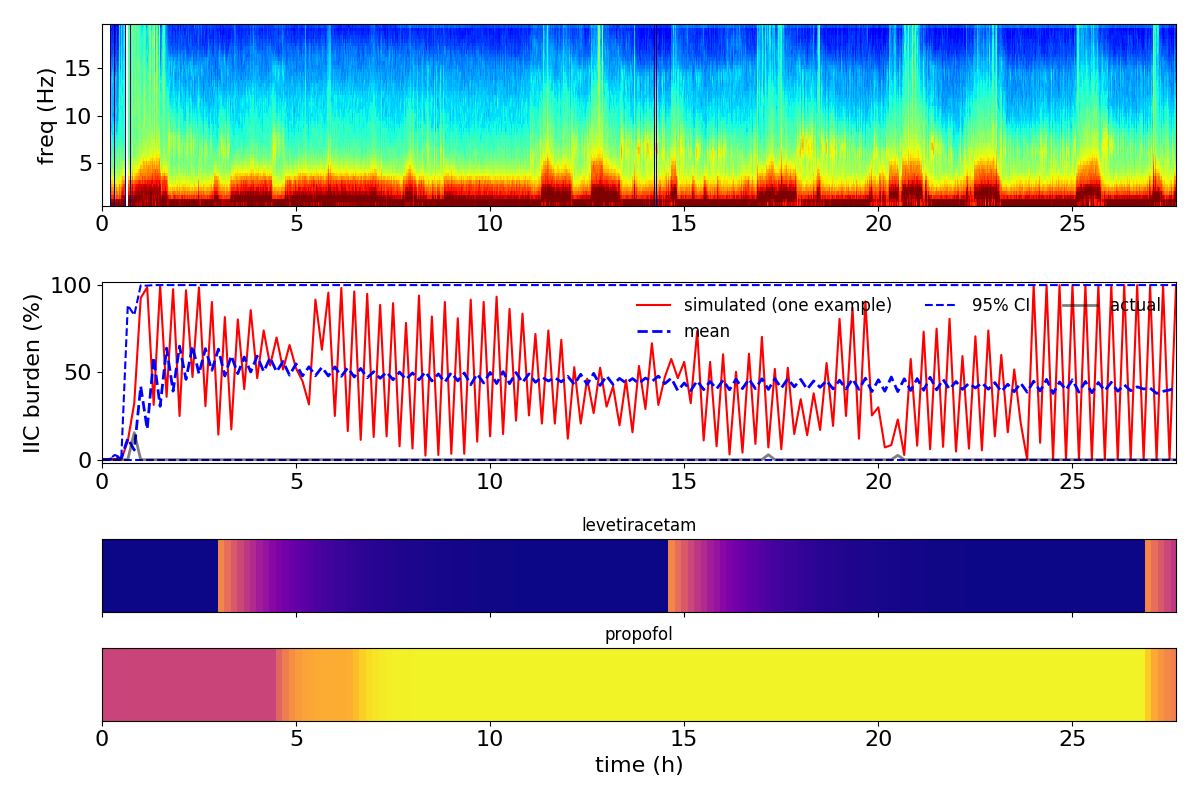 freq (Hz)
15
10
5
0 5 10 15 20 25
IIC burden (%)
100
50
0
simulated (one example) 95% CI actual
mean
0 5 10 15 20 25
levetiracetam
propofol
0 5 10 15 20 25
time (h)